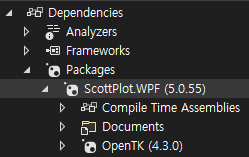 Dependencies
Analyzers
Frameworks
Packages
ScottPlot.WPF (5.0.55)
Compile Time Assemblies
Documents
OpenTK (4.3.0)